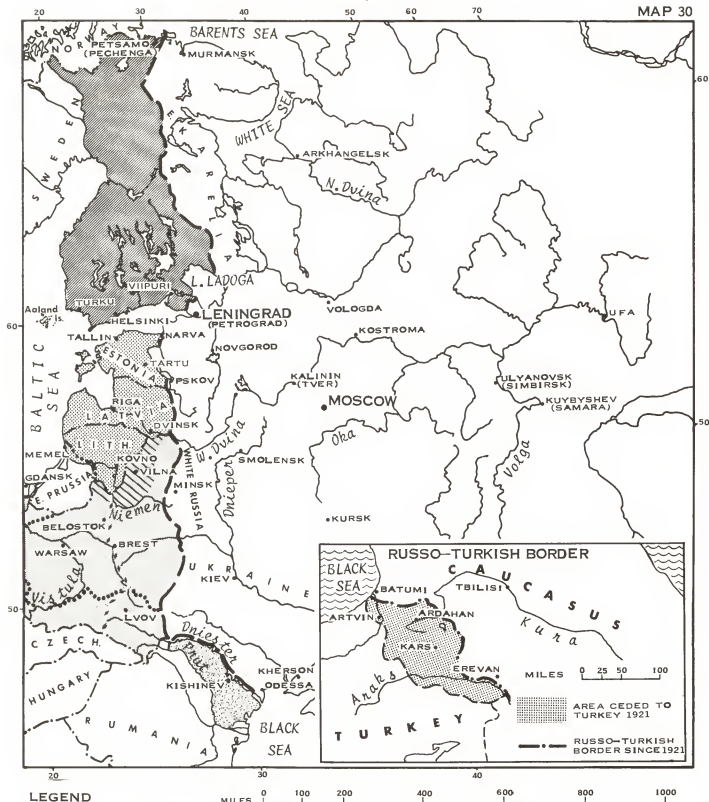 MAP 30
20
30
40
50
60
70
NORWAY
PETSAMO
(PECHENGA)
BARENTS SEA
MURMANSK
60
SWEDEN
KARELIA
WHITE SEA
ARKHANGELSK
N. Dvina
L. LADOGA
VIIPURI
TURKU
Aaland
is.
60
HELSINKI
LENINGRAD
(PETROGRAD)
VOLOGDA
UFA
TALLIN
NARVA
KOSTROMA
ESTONIA
NOVGOROD
TARTU
PSKOV
KALININ
(TVER)
ULYANOVSK
(SIMBIRSK)
BALTIC
SEA
RIGA
LATVIA
MOSCOW
KUYBYSHEV
(SAMARA)
50
DVINSK
LITH.
W. Dvina
Oka
Volga
MEMEL
KOVNO
VILNA
SMOLENSK
GDANSK
E. PRUSSIA
WHITE RUSSIA
MINSK
Dnieper
Niemen
BELOSTOK
KURSK
WARSAW
BREST
UKRAINE
KIEV
Vistula
50
LVOV
CZECH.
Dniester
Prut
HUNGARY
KISHINEV
KHERSON
ODESSA
RUMANIA
BLACK
SEA
RUSSO-TURKISH BORDER
BLACK
SEA
CAUCASUS
BATUMI
TBILISI
ARTVIN
ARDAHAN
Kura
KARS
EREVAN
Araks
MILES
0 25 50 100
TURKEY
AREA CEDED TO
TURKEY 1921
RUSSO-TURKISH
BORDER SINCE 1921
20
30
40
LEGEND
MILES 0 100 200 400 600 800 1000